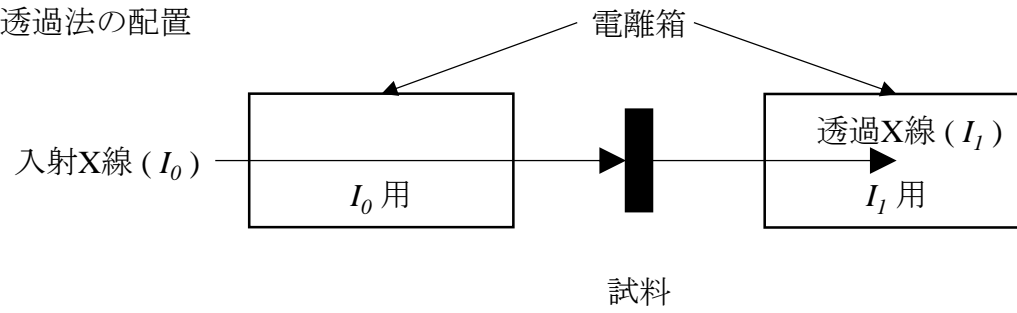 透過法の配置
電離箱
入射X線 ( I₀ )
I₀ 用
透過X線 ( I₁ )
I₁ 用
試料